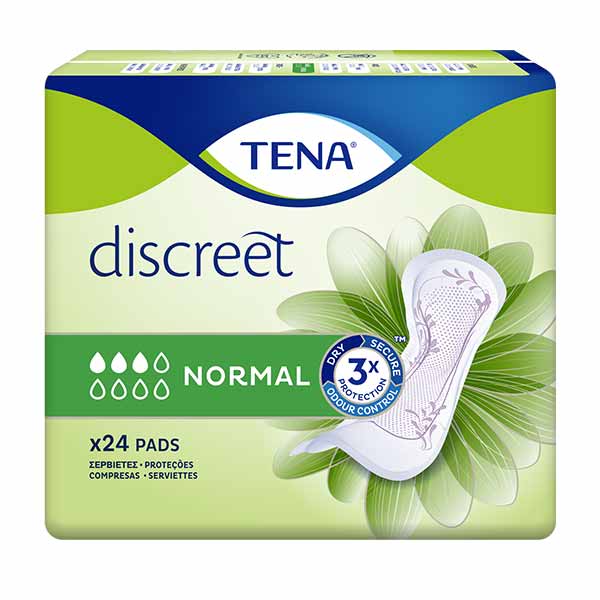 TENA®
discreet
NORMAL
DRY
SECURE
™
3X
PROTECTION
ODOUR CONTROL
x24 PADS
ΣΕΡΒΙΕΤΕΣ • PROTEÇÕES
COMPRESAS • SERVIETTES